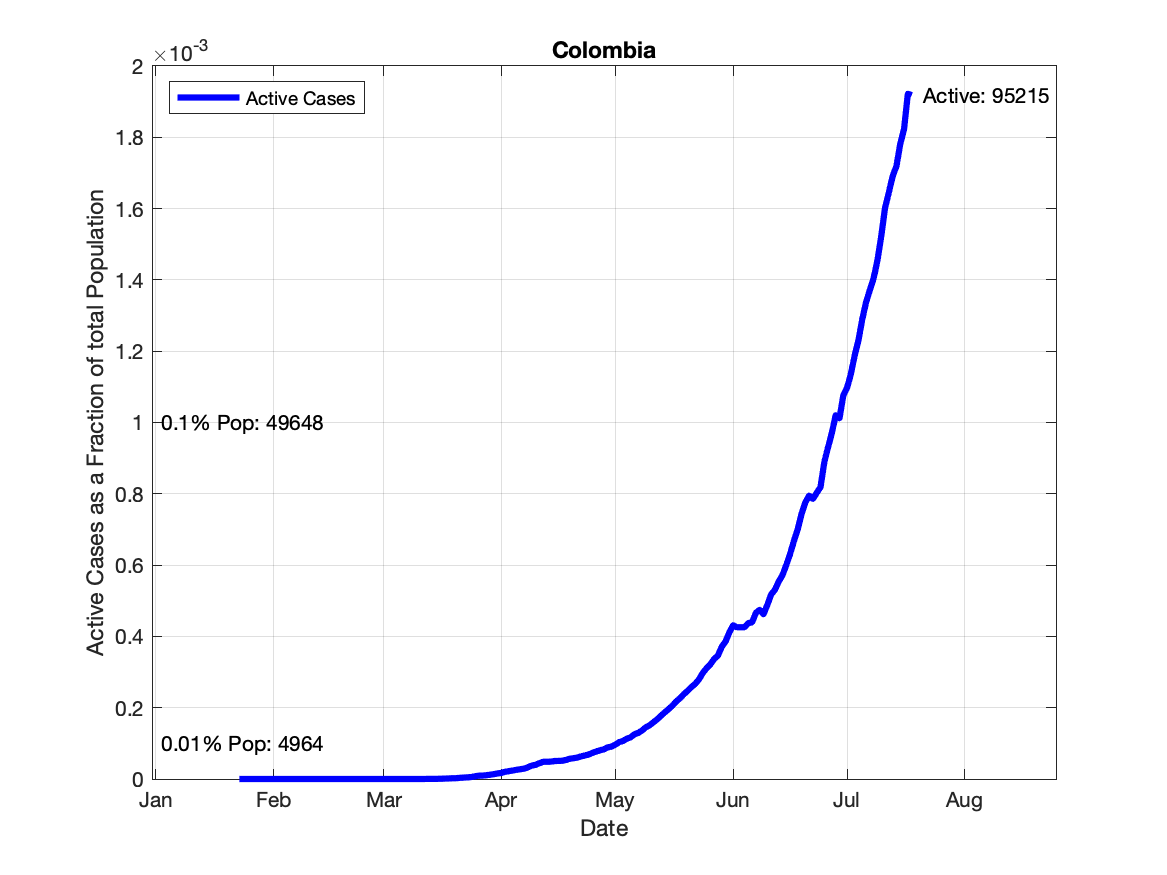 Colombia
×10-3
Active Cases
Active: 95215
2
1.8
1.6
1.4
1.2
1
0.8
0.6
0.4
0.2
0
0.1% Pop: 49648
0.01% Pop: 4964
Active Cases as a Fraction of total Population
Jan Feb Mar Apr May Jun Jul Aug
Date